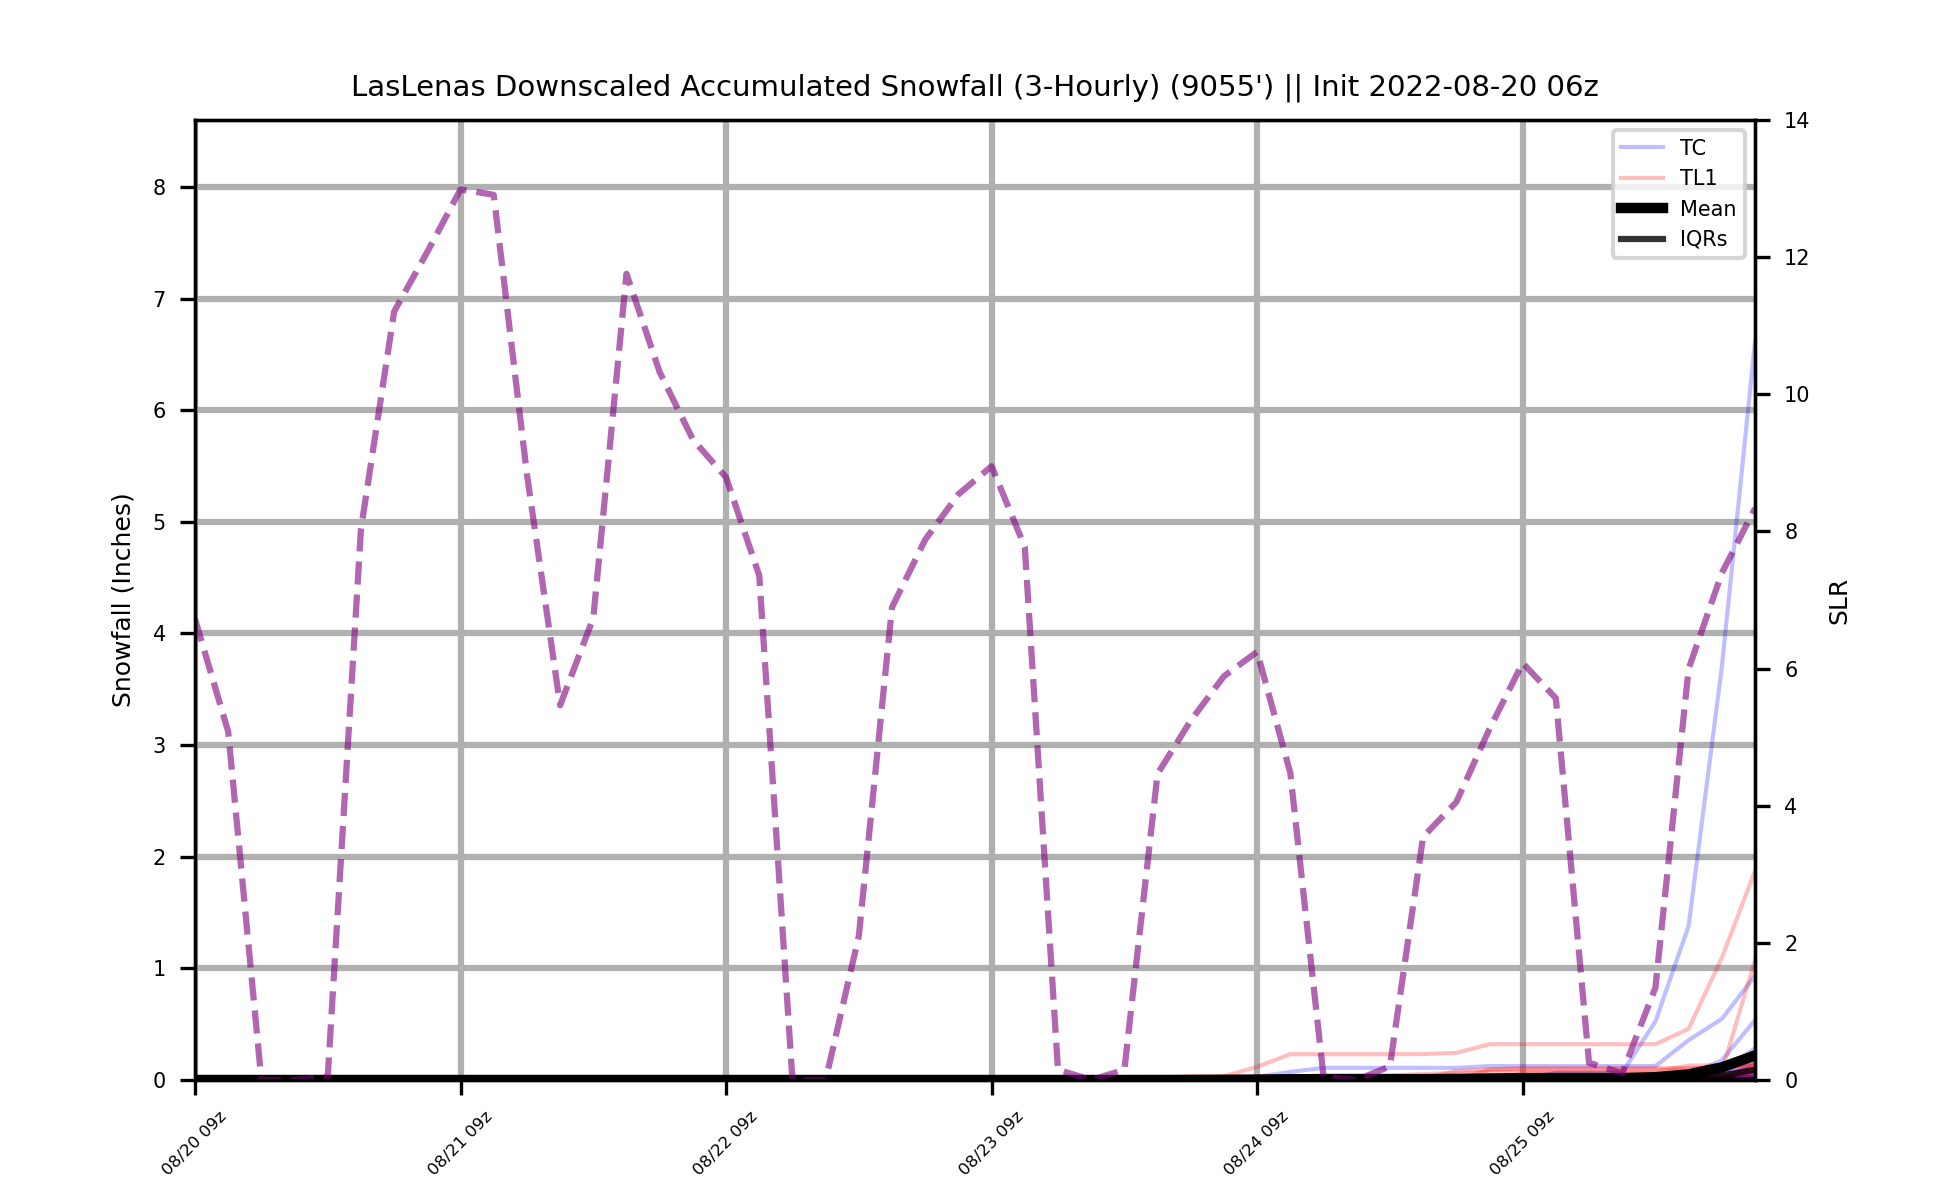 LasLenas Downscaled Accumulated Snowfall (3-Hourly) (9055') || Init 2022-08-20 06z
TC
TL1
Mean
IQRs
Snowfall (Inches)
8
7
6
5
4
3
2
1
0
SLR
14
12
10
8
6
4
2
0
08/20 09z
08/21 09z
08/22 09z
08/23 09z
08/24 09z
08/25 09z